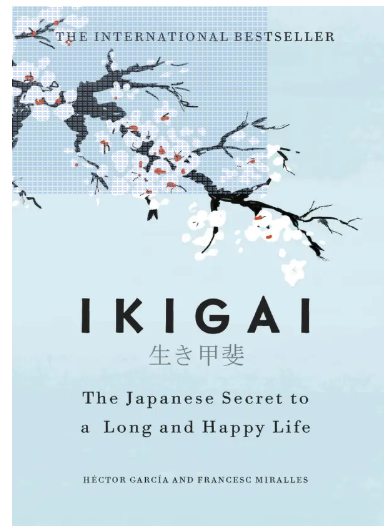 THE INTERNATIONAL BESTSELLER
IKIGAI
生き甲斐
The Japanese Secret to
a Long and Happy Life
HÉCTOR GARCÍA AND FRANCESC MIRALLES